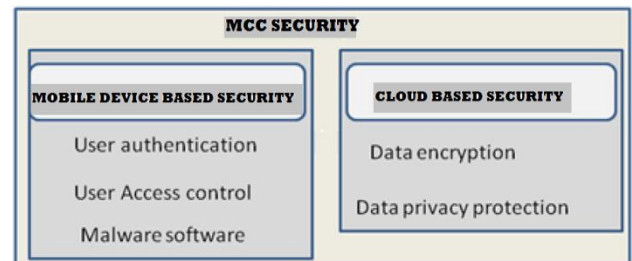 MCC SECURITY
MOBILE DEVICE BASED SECURITY
User authentication
User Access control
Malware software
CLOUD BASED SECURITY
Data encryption
Data privacy protection